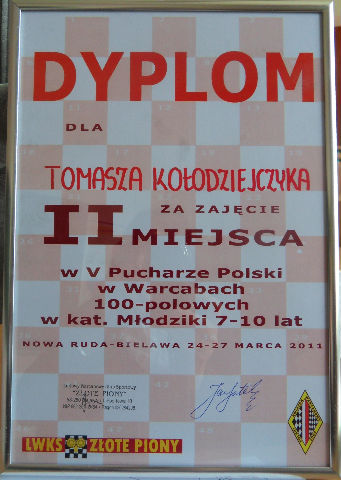 DYPLOM
DLA
TOMASZA KOŁODZIEJCZYKA
II ZA ZAJĘCIE
MIEJSCA
w V Pucharze Polski
w Warcabach
100-polowych
w kat. Młodziki 7-10 lat
NOWA RUDA-BIELAWA 24-27 MARCA 2011
"ZŁOTE PIONY"
LWKS ZŁOTE PIONY